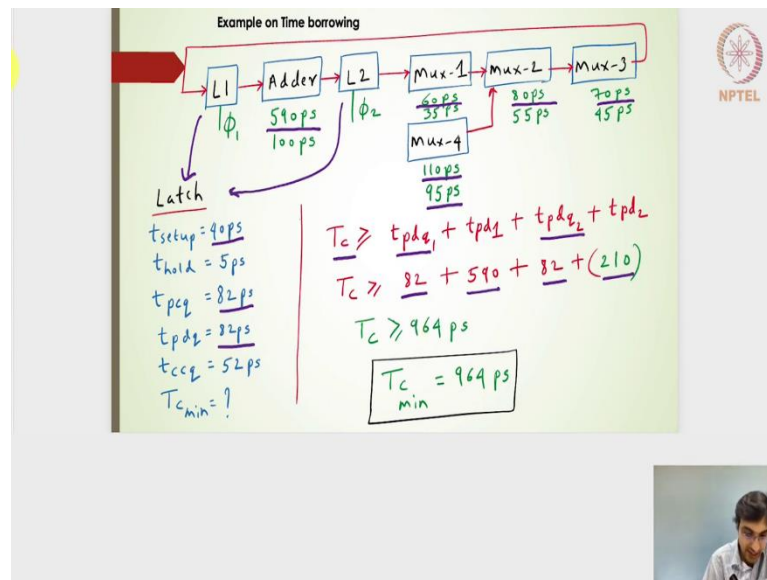 Example on Time borrowing
L1 Adder L2 Mux-1 Mux-2 Mux-3
ϕ1 590ps ϕ2 60ps 80ps 70ps
100ps 35ps 55ps 45ps
Mux-4
110ps
95ps
NPTEL
Latch
tsetup = 40ps
thold = 5ps
tpcq = 82ps
tpdq = 82ps
tccq = 52ps
Tcmin = ?
Tc ⩾ tpdq1 + tpd1 + tpdq2 + tpd2
Tc ⩾ 82 + 590 + 82 + (210)
Tc ⩾ 964 ps
Tc min = 964 ps